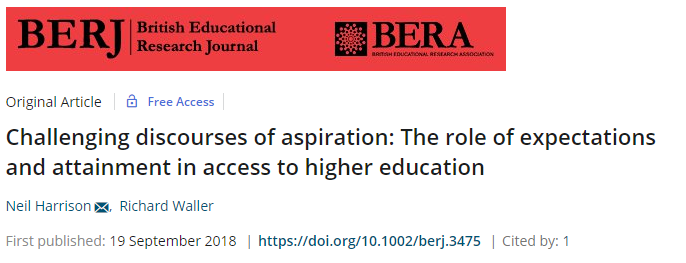 BERJ British Educational Research Journal
BERA
BRITISH EDUCATIONAL RESEARCH ASSOCIATION
Original Article | Free Access
Challenging discourses of aspiration: The role of expectations
and attainment in access to higher education
Neil Harrison, Richard Waller
First published: 19 September 2018 | https://doi.org/10.1002/berj.3475 | Cited by: 1